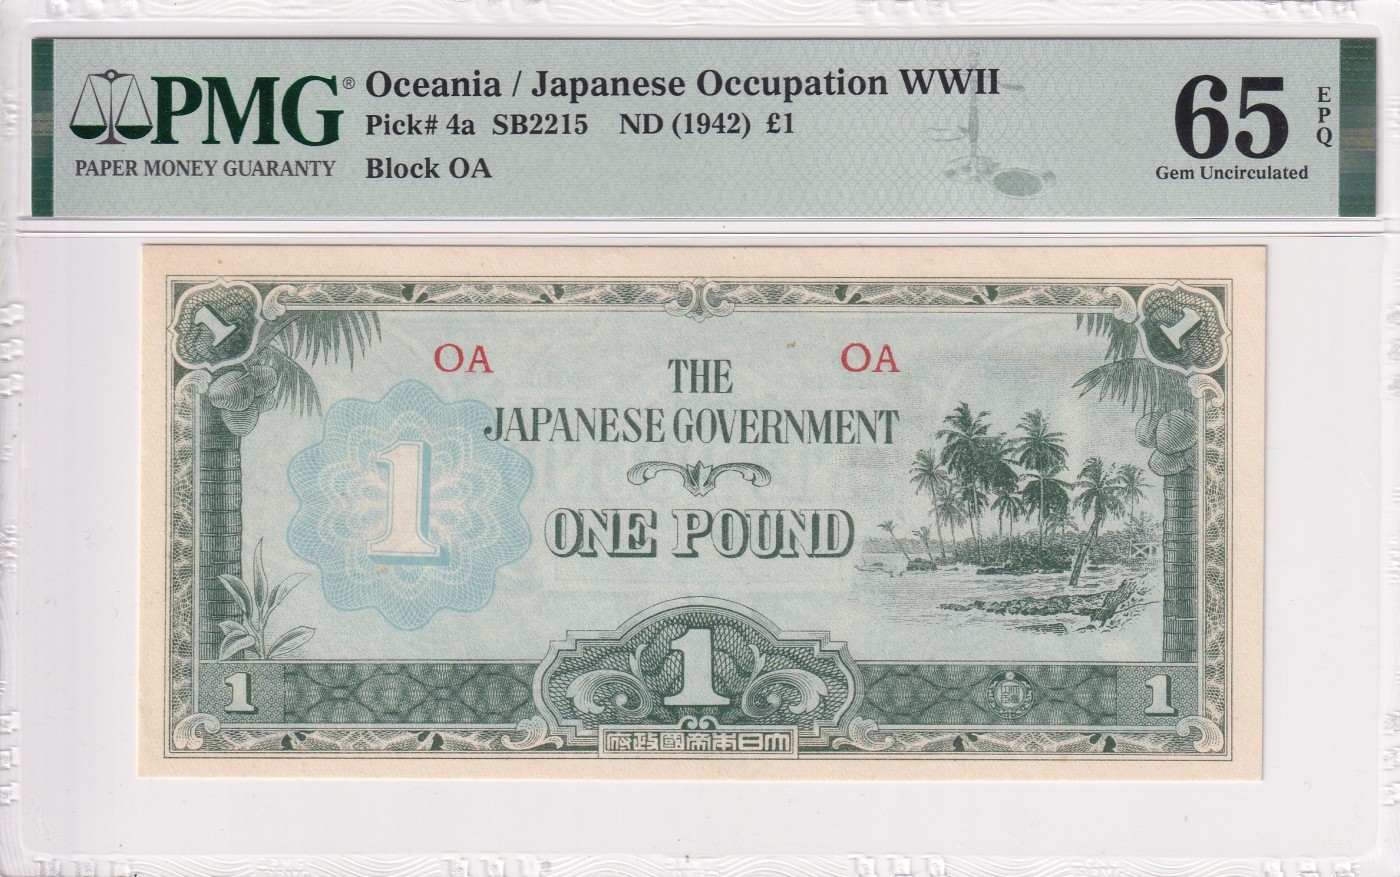 PMG®
PAPER MONEY GUARANTY
Oceania / Japanese Occupation WWII
Pick# 4a SB2215 ND (1942) £1
Block OA
65
EPQ
Gem Uncirculated
1
1
OA
OA
THE
JAPANESE GOVERNMENT
1
ONE POUND
1
1
1
府政國帝本日大